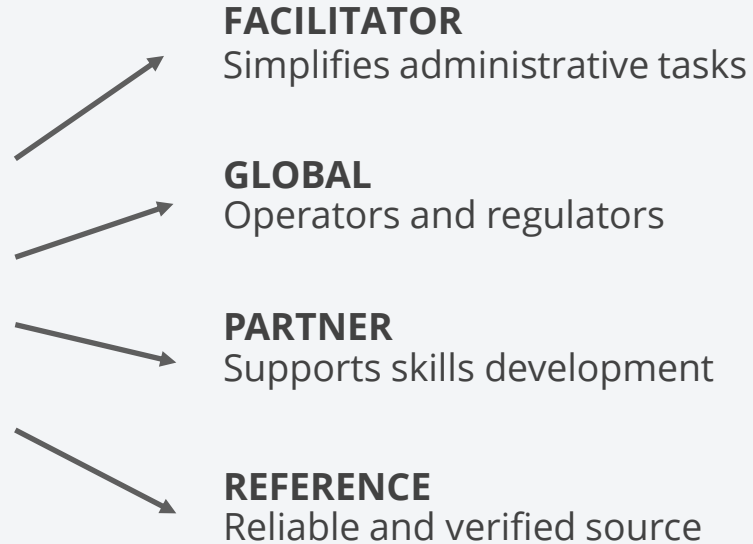 FACILITATOR
Simplifies administrative tasks
GLOBAL
Operators and regulators
PARTNER
Supports skills development
REFERENCE
Reliable and verified source